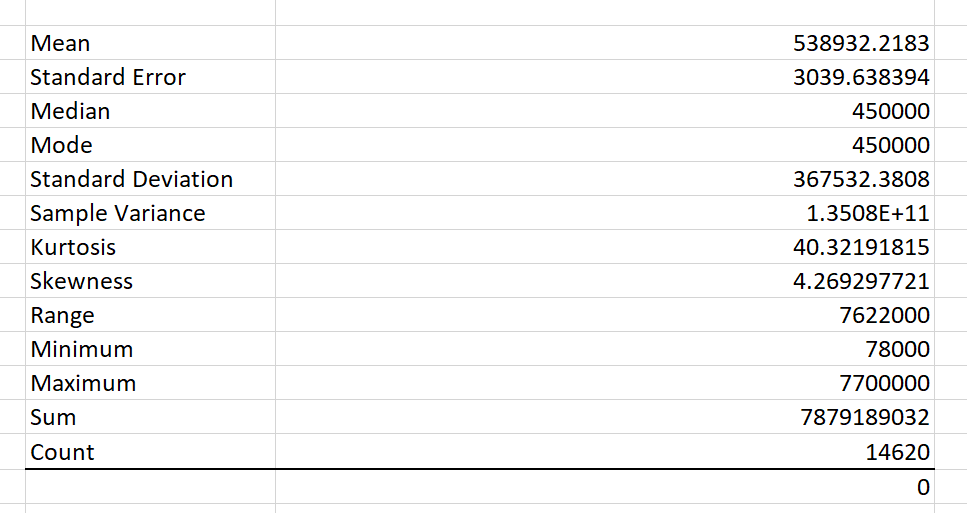 Mean 538932.2183
Standard Error 3039.638394
Median 450000
Mode 450000
Standard Deviation 367532.3808
Sample Variance 1.3508E+11
Kurtosis 40.32191815
Skewness 4.269297721
Range 7622000
Minimum 78000
Maximum 7700000
Sum 7879189032
Count 14620
0